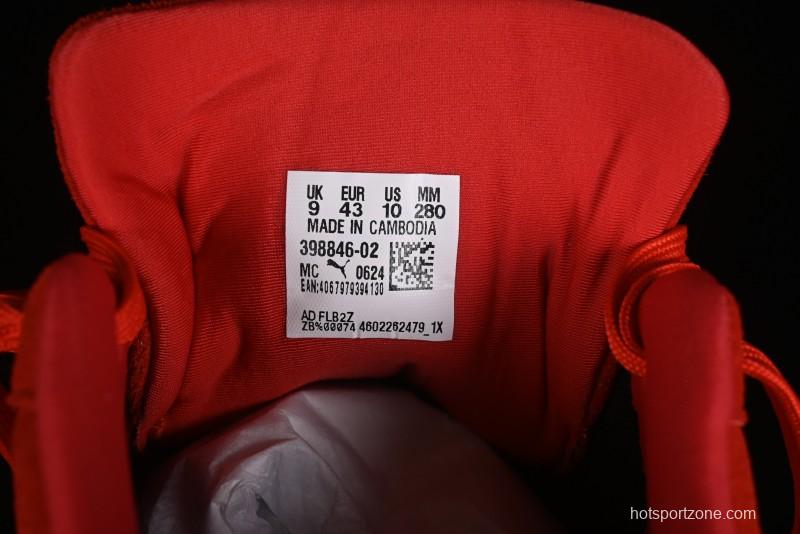 UK EUR US MM
9 43 10 280
MADE IN CAMBODIA
398846-02
MC 0624
EAN:4067979394130
AD FLB2Z
ZB%00074 4602262479_1X
hotsportzone.com